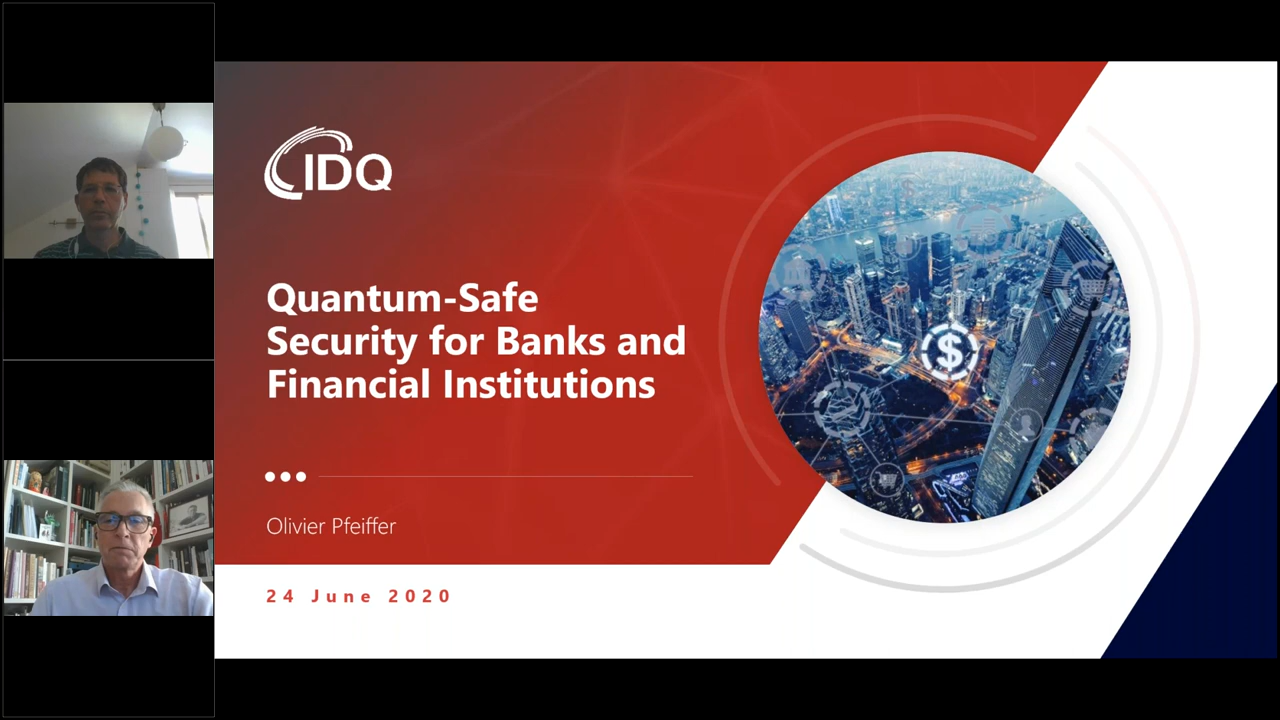 IDQ
Quantum-Safe
Security for Banks and
Financial Institutions
Olivier Pfeiffer
24 June 2020
$